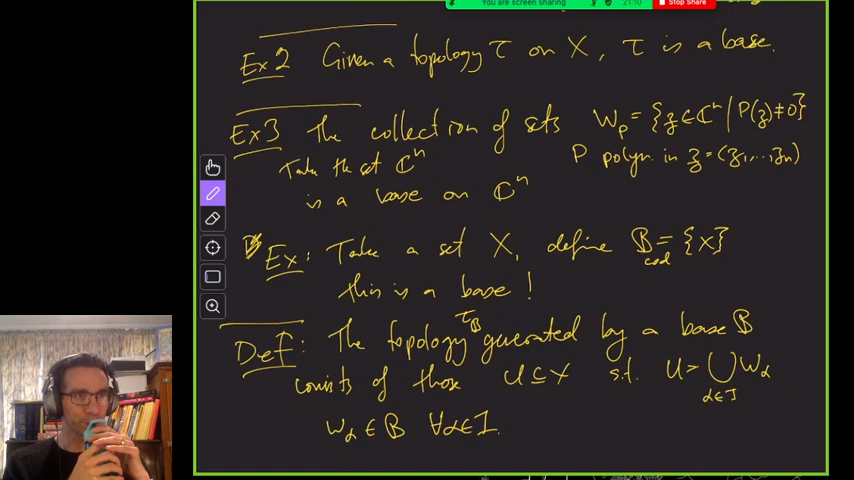 You are screen sharing 21:10 Stop Share
Ex 2 Given a topology τ on X, τ is a base.
Ex 3 The collection of sets W_P = {z ∈ ℂⁿ | P(z) ≠ 0}
Take the set ℂⁿ P polyn. in z = (z₁,...,zₙ)
is a base on ℂⁿ
Ex: Take a set X, define 𝔹 = {X}
this is a base!
Def: The topology τ_𝔹 generated by a base 𝔹
consists of those U ⊆ X s.t. U = ⋃_{α∈I} W_α
W_α ∈ 𝔹 ∀α∈I.